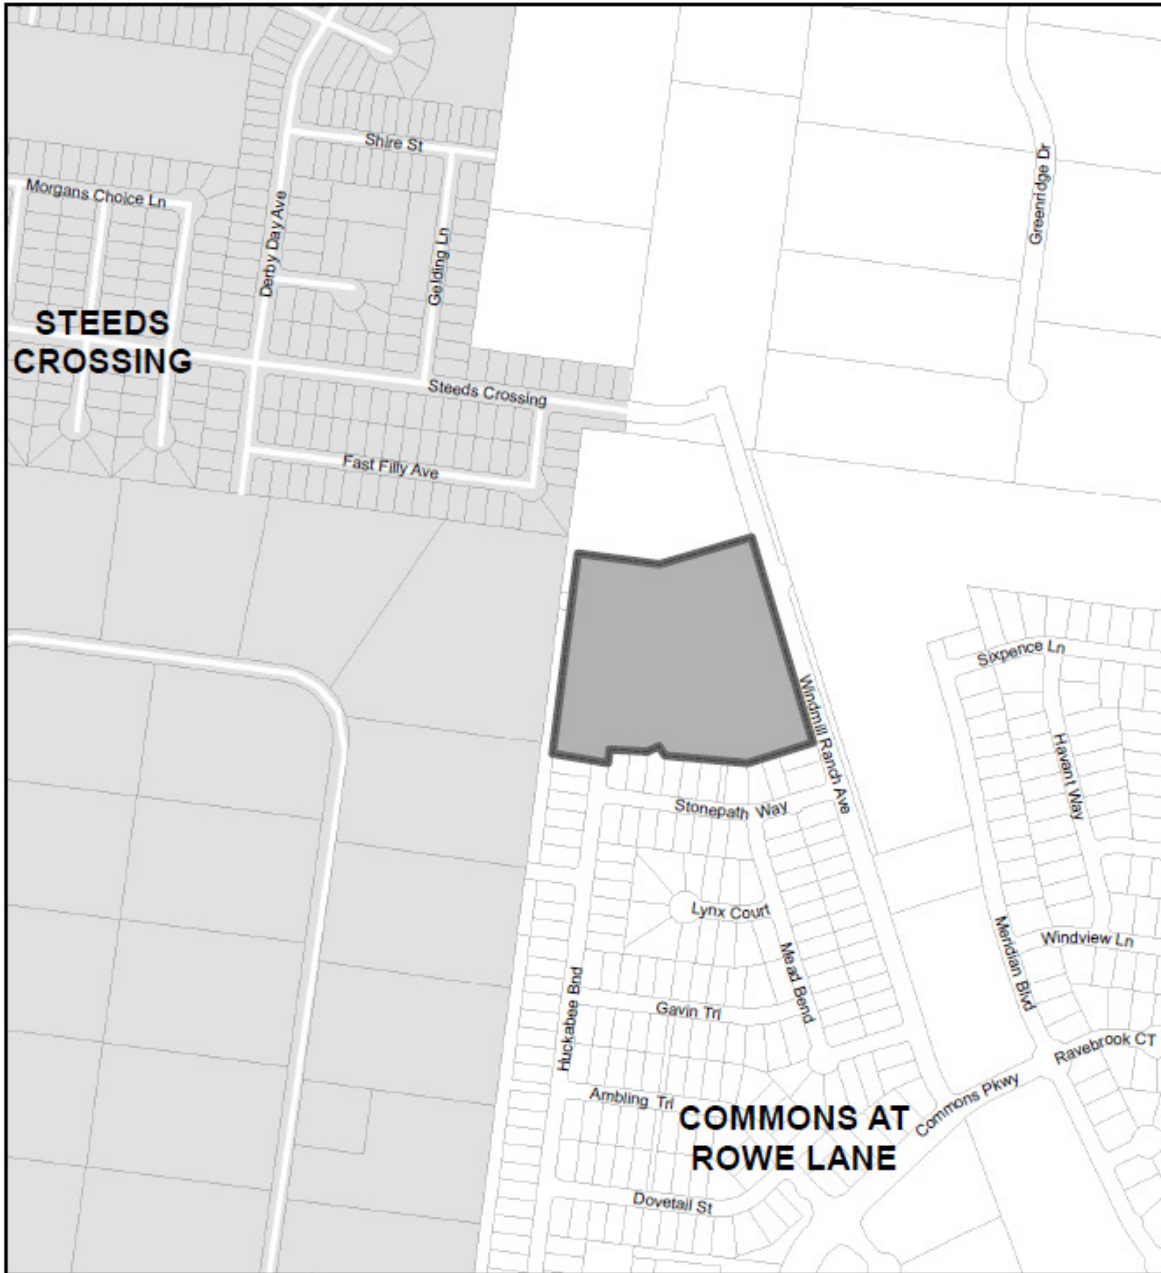 Shire St
Morgans Choice Ln
Greenridge Dr
Derby Day Ave
Gelding Ln
STEEDS
CROSSING
Steeds Crossing
Fast Filly Ave
Sixpence Ln
Windmill Ranch Ave
Havant Way
Stonepath Way
Lynx Court
Mead Bend
Meridian Blvd
Windview Ln
Huckabee Bnd
Gavin Trl
Ravebrook CT
Ambling Trl
Commons Pkwy
COMMONS AT
ROWE LANE
Dovetail St